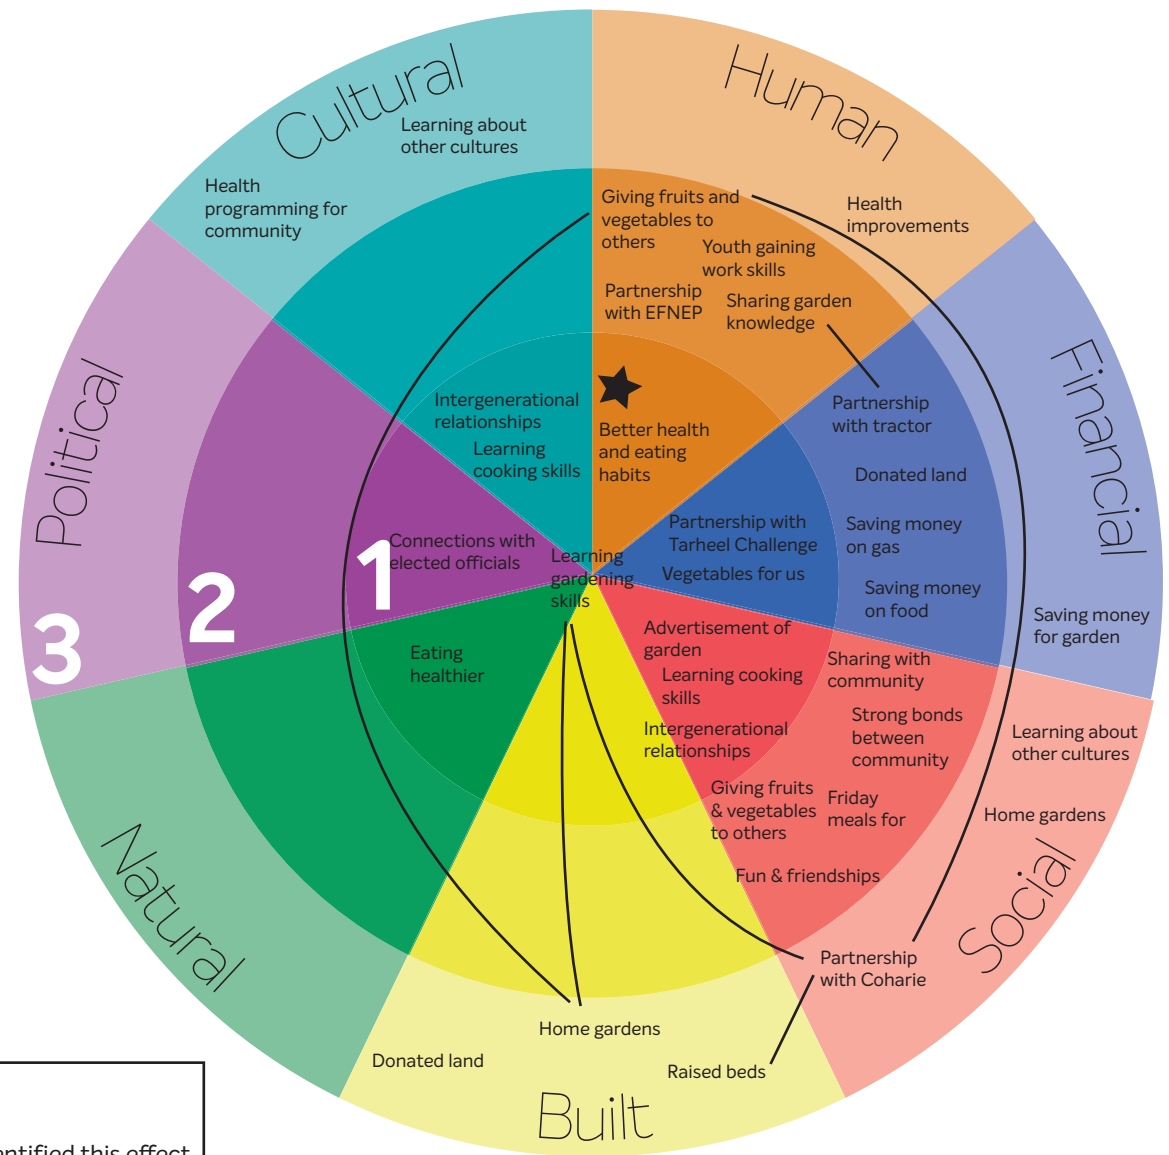 Cultural
Learning about
other cultures
Health
programming for
community
Human
Giving fruits and
vegetables to
others
Health
improvements
Youth gaining
work skills
Partnership
with EFNEP
Sharing garden
knowledge
Better health
and eating
habits
Intergenerational
relationships
Learning
cooking skills
Political
Connections with
elected officials
1
2
3
Learning
gardening
skills
Financial
Partnership
with tractor
Donated land
Saving money
on gas
Saving money
on food
Saving money
for garden
Partnership with
Tarheel Challenge
Vegetables for us
Natural
Eating
healthier
Social
Advertisement of
garden
Learning cooking
skills
Intergenerational
relationships
Sharing with
community
Strong bonds
between
community
Giving fruits
& vegetables
to others
Friday
meals for
Fun & friendships
Learning about
other cultures
Home gardens
Partnership
with Coharie
Built
Home gardens
Donated land
Raised beds
entified this effect